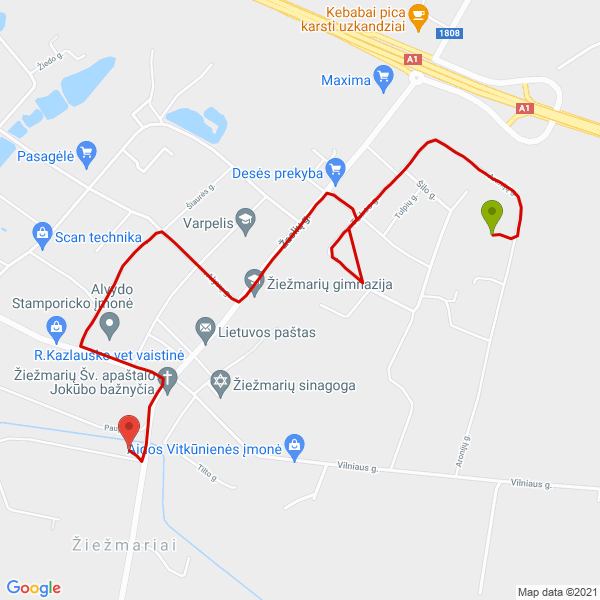 Kebabai pica
karsti uzkandziai
1808
A1
Žiedo g.
Maxima
A1
Pasagėlė
Desės prekyba
Šiaurės g.
Šilo g.
Tulpių g.
Varpelis
Žaslių g.
Scan technika
Žiežmarių gimnazija
Alvydo
Stamporicko įmonė
Lietuvos paštas
R.Kazlausko vet vaistinė
Žiežmarių Šv. apaštalo
Jokūbo bažnyčia
Žiežmarių sinagoga
Aidos Vitkūnienės įmonė
Aronijų g.
Tilto g.
Vilniaus g.
Vilniaus g.
Žiežmariai
Google
Map data ©2021